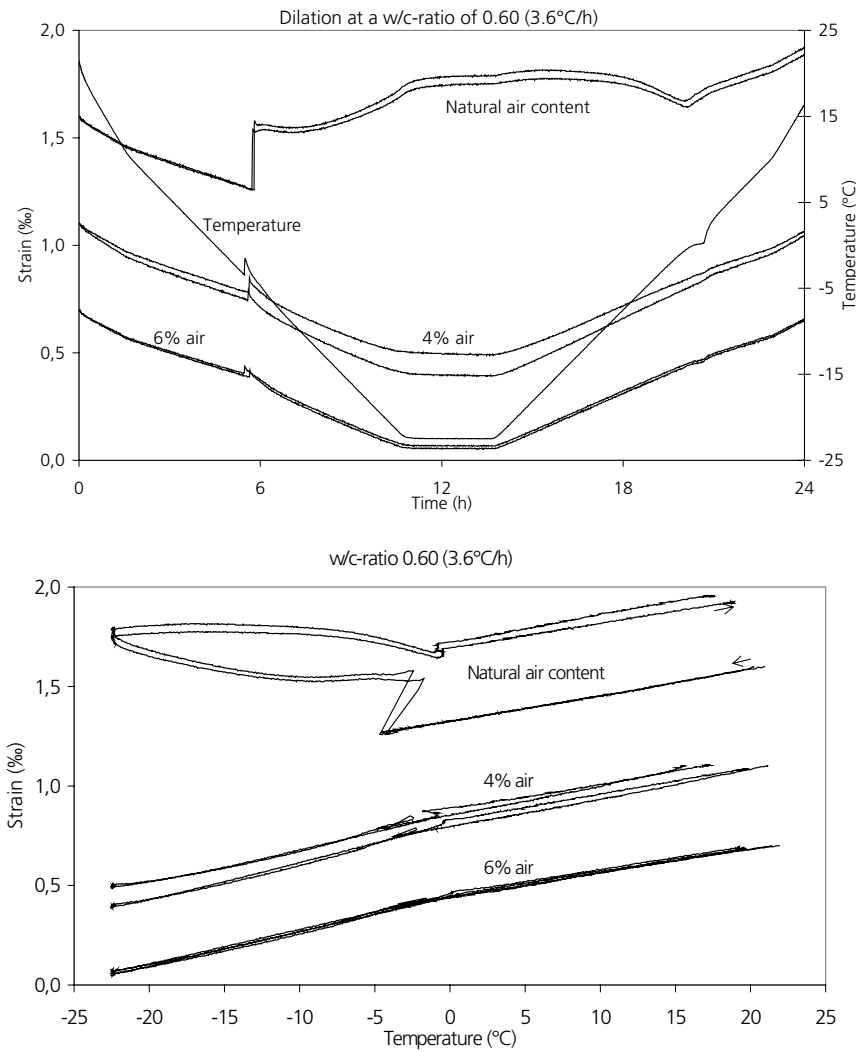 Dilation at a w/c-ratio of 0.60 (3.6°C/h)
2,0
1,5
1,0
0,5
0,0
Strain (‰)
25
15
5
-5
-15
-25
Temperature (°C)
Natural air content
Temperature
6% air
4% air
0
6
12
18
24
Time (h)
w/c-ratio 0.60 (3.6°C/h)
2,0
1,5
1,0
0,5
0,0
Strain (‰)
Natural air content
4% air
6% air
-25
-20
-15
-10
-5
0
5
10
15
20
25
Temperature (°C)